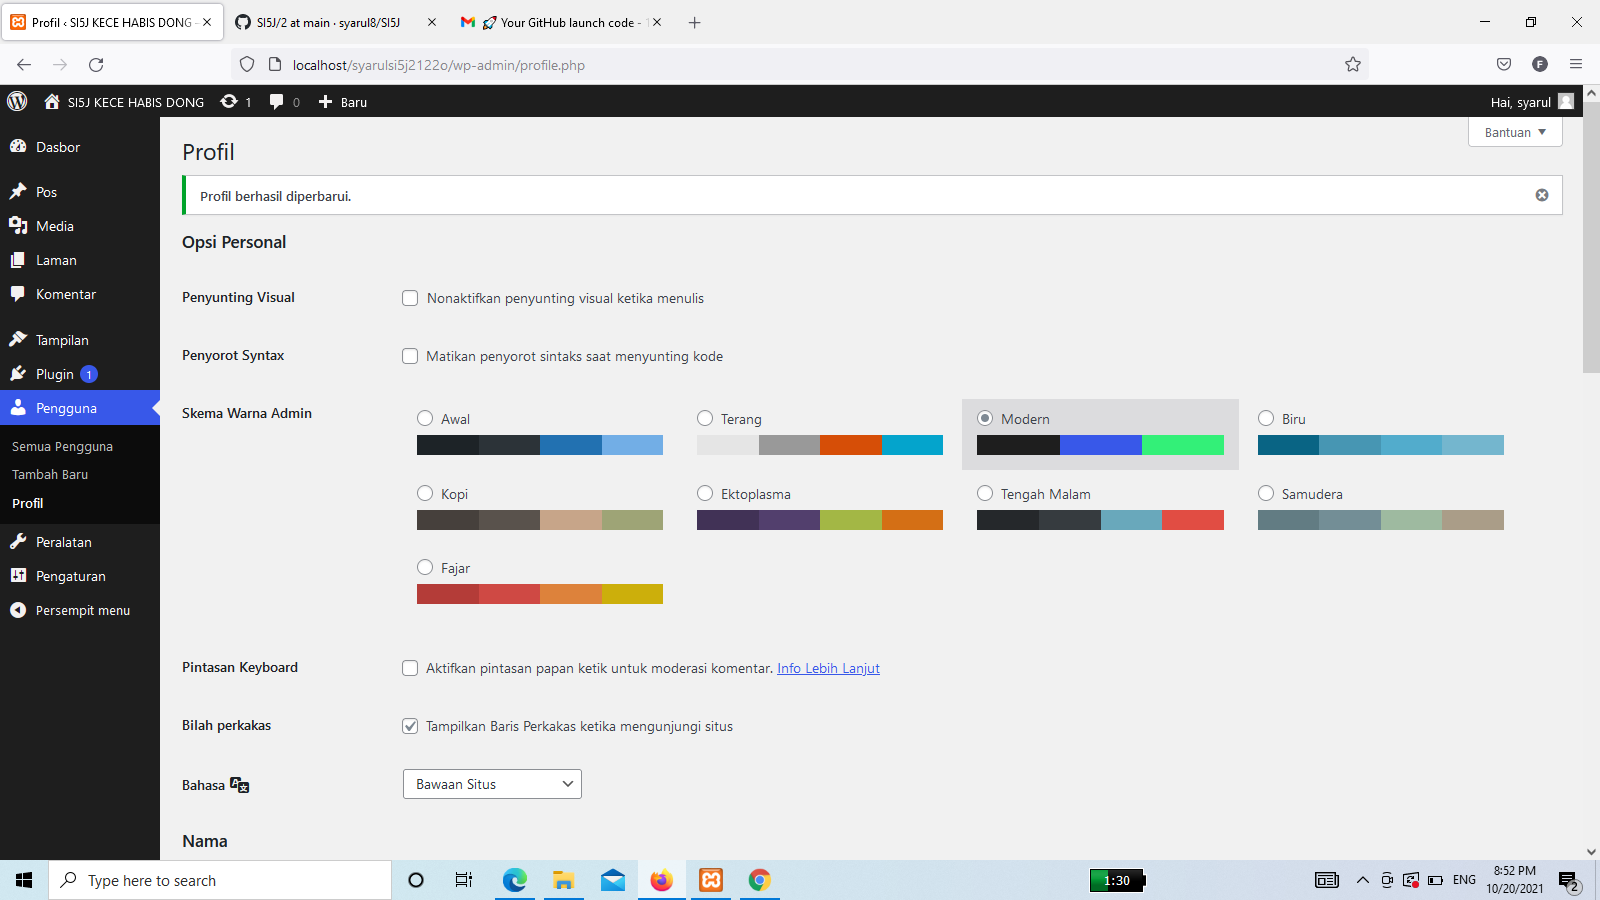 Profil ‹ SI5J KECE HABIS DONG –
SI5J/2 at main · syarul8/SI5J
🚀 Your GitHub launch code -
localhost/syarulsi5j2122o/wp-admin/profile.php
SI5J KECE HABIS DONG
1
0
Baru
Hai, syarul
Bantuan
Dasbor
Pos
Media
Laman
Komentar
Tampilan
Plugin 1
Pengguna
Semua Pengguna
Tambah Baru
Profil
Peralatan
Pengaturan
Persempit menu
Profil
Profil berhasil diperbarui.
Opsi Personal
Penyunting Visual
Nonaktifkan penyunting visual ketika menulis
Penyorot Syntax
Matikan penyorot sintaks saat menyunting kode
Skema Warna Admin
Awal
Terang
Modern
Biru
Kopi
Ektoplasma
Tengah Malam
Samudera
Fajar
Pintasan Keyboard
Aktifkan pintasan papan ketik untuk moderasi komentar. Info Lebih Lanjut
Bilah perkakas
Tampilkan Baris Perkakas ketika mengunjungi situs
Bahasa
Bawaan Situs
Nama
Type here to search
1:30
ENG
8:52 PM
10/20/2021
2